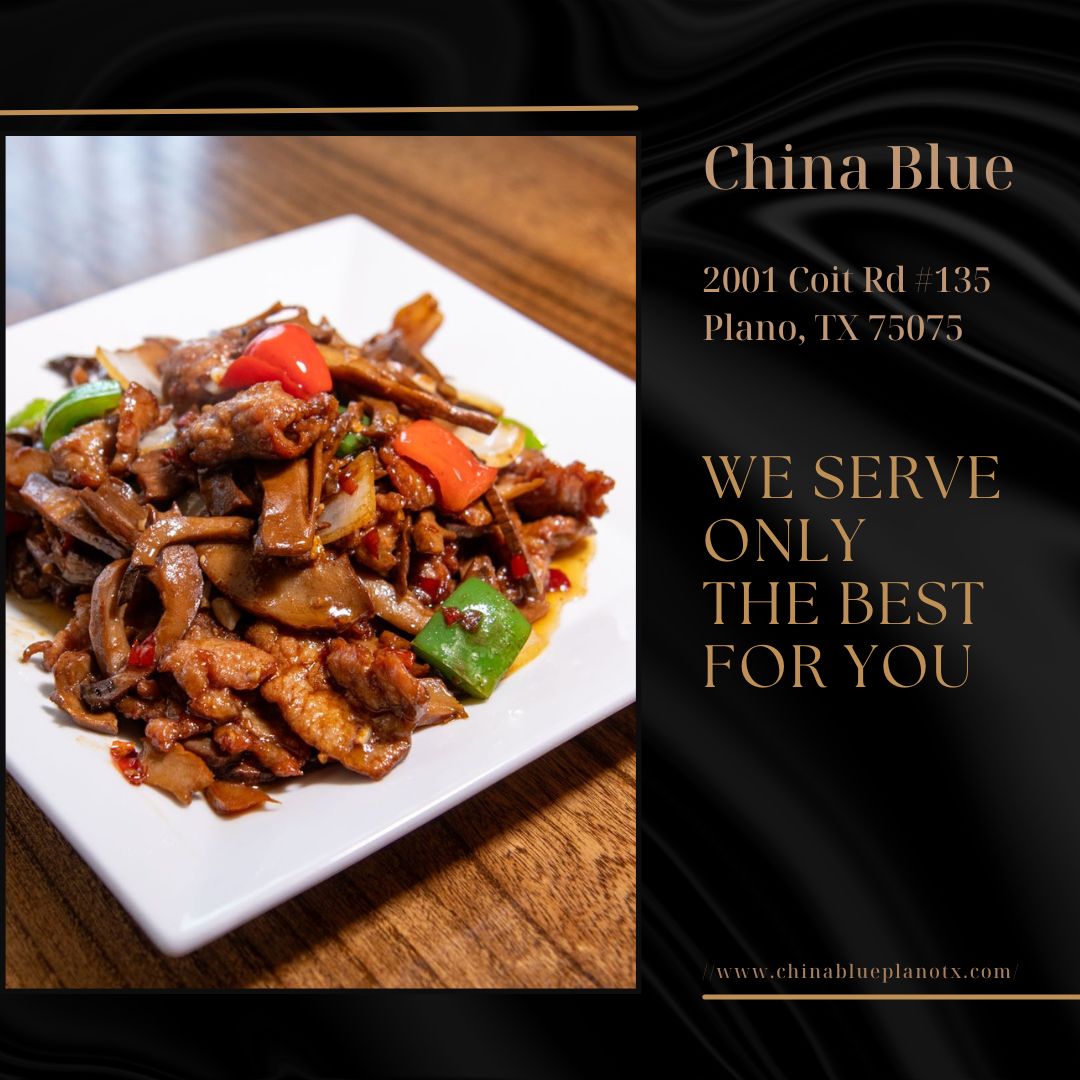 China Blue
2001 Coit Rd #135
Plano, TX 75075
WE SERVE
ONLY
THE BEST
FOR YOU
//www.chinablueplanotx.com/